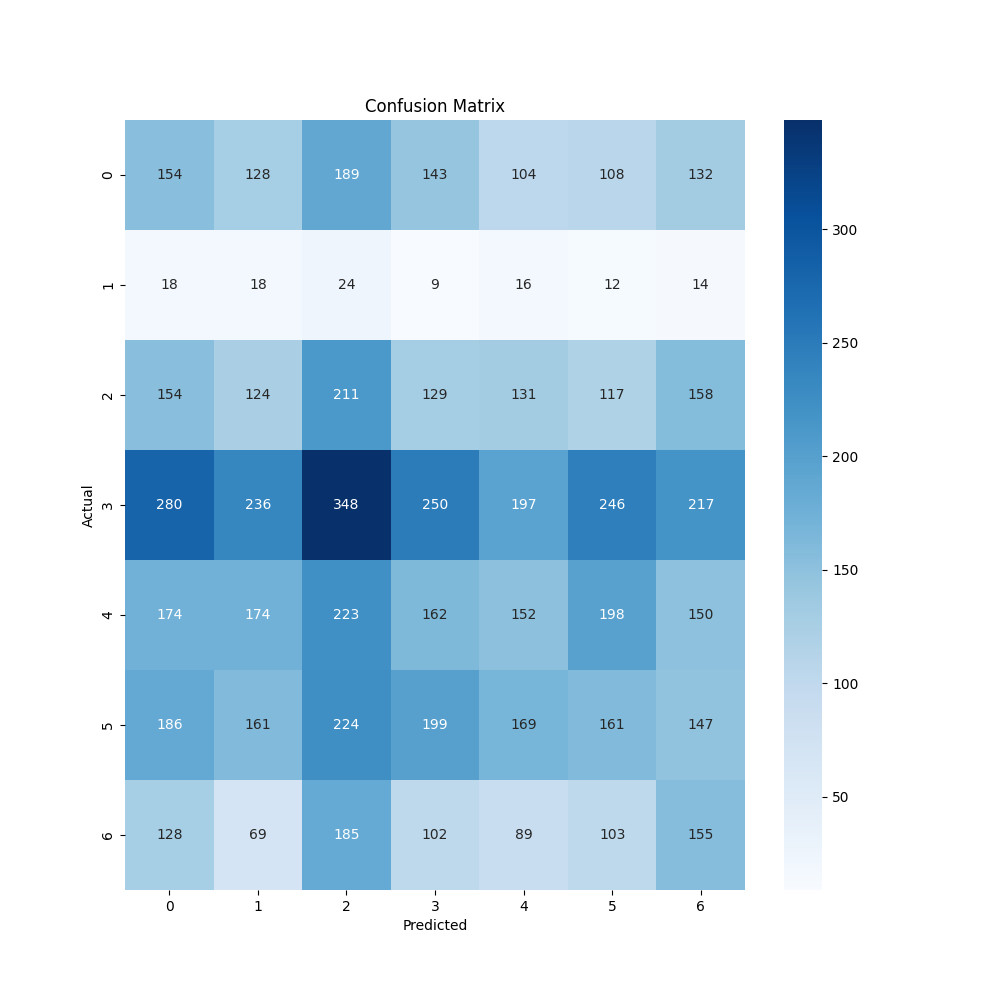 Confusion Matrix
0 154 128 189 143 104 108 132
1 18 18 24 9 16 12 14
2 154 124 211 129 131 117 158
3 280 236 348 250 197 246 217
4 174 174 223 162 152 198 150
5 186 161 224 199 169 161 147
6 128 69 185 102 89 103 155
0 1 2 3 4 5 6
Predicted
Actual
300
250
200
150
100
50